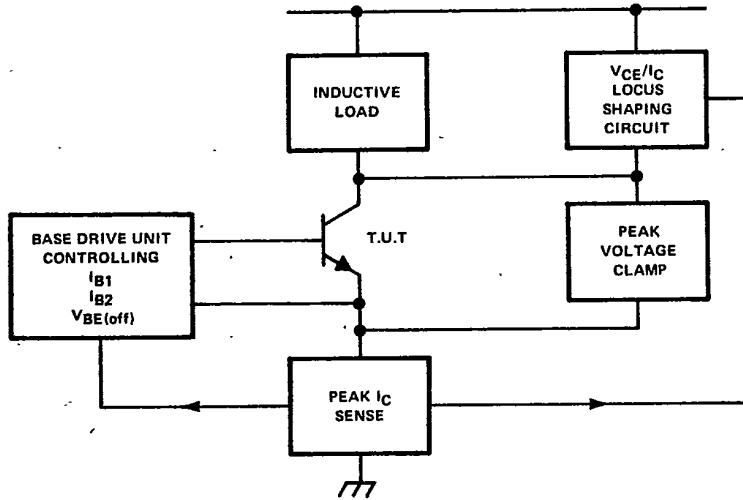 INDUCTIVE
LOAD
VCE/IC
LOCUS
SHAPING
CIRCUIT
BASE DRIVE UNIT
CONTROLLING
IB1
IB2
VBE(off)
T.U.T
PEAK
VOLTAGE
CLAMP
PEAK IC
SENSE